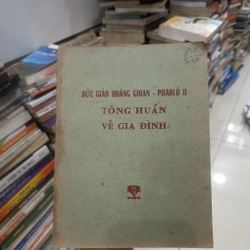 ĐỨC GIÁO HOÀNG GIOAN - PHAOLÔ II
TÔNG HUẤN
VỀ GIA ĐÌNH